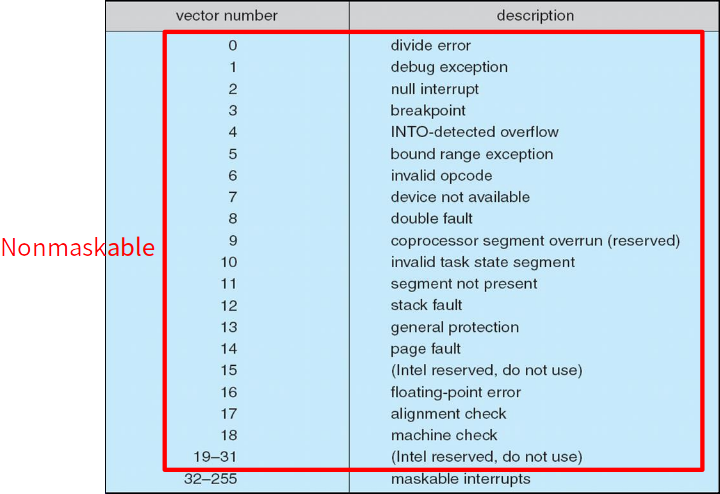 vector number description
0 divide error
1 debug exception
2 null interrupt
3 breakpoint
4 INTO-detected overflow
5 bound range exception
6 invalid opcode
7 device not available
8 double fault
Nonmaskable
9 coprocessor segment overrun (reserved)
10 invalid task state segment
11 segment not present
12 stack fault
13 general protection
14 page fault
15 (Intel reserved, do not use)
16 floating-point error
17 alignment check
18 machine check
19–31 (Intel reserved, do not use)
32–255 maskable interrupts